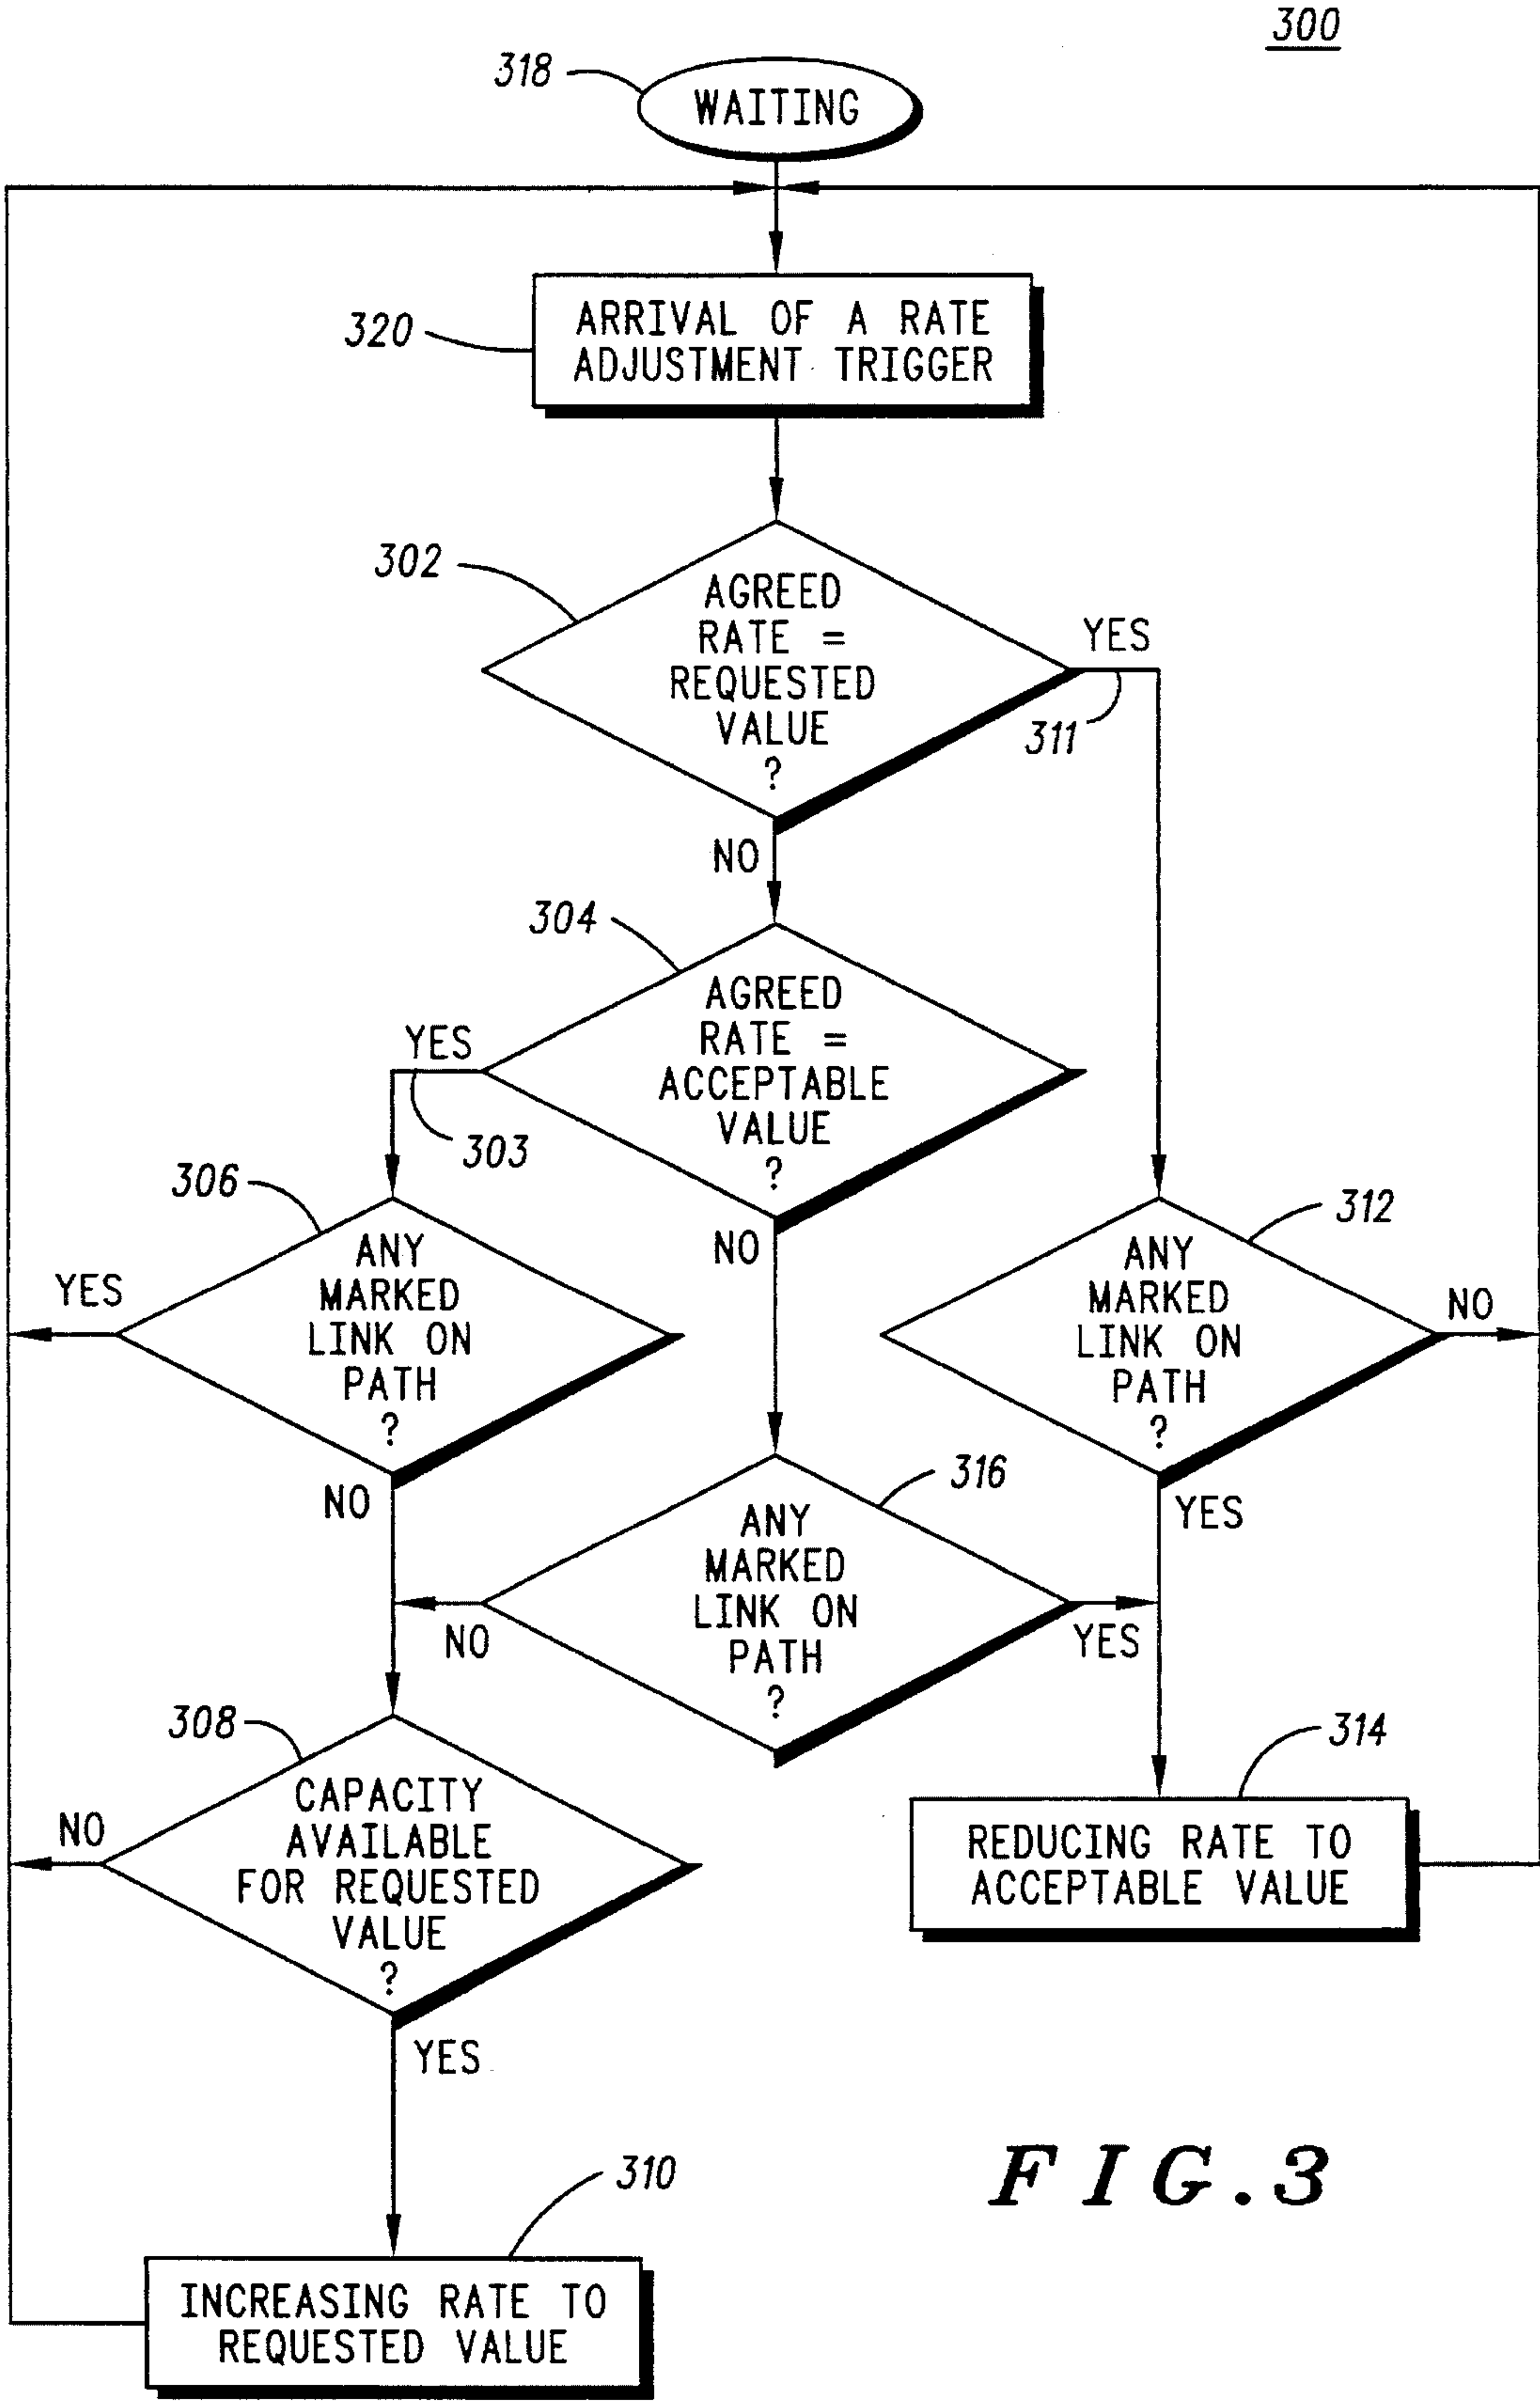 300
318
WAITING
320
ARRIVAL OF A RATE
ADJUSTMENT TRIGGER
302
AGREED
RATE =
REQUESTED
VALUE
?
YES
311
NO
304
AGREED
RATE =
ACCEPTABLE
VALUE
?
YES
303
NO
306
ANY
MARKED
LINK ON
PATH
?
YES
NO
312
ANY
MARKED
LINK ON
PATH
?
NO
YES
316
ANY
MARKED
LINK ON
PATH
?
NO
YES
308
CAPACITY
AVAILABLE
FOR REQUESTED
VALUE
?
NO
YES
314
REDUCING RATE TO
ACCEPTABLE VALUE
310
INCREASING RATE TO
REQUESTED VALUE
FIG.3